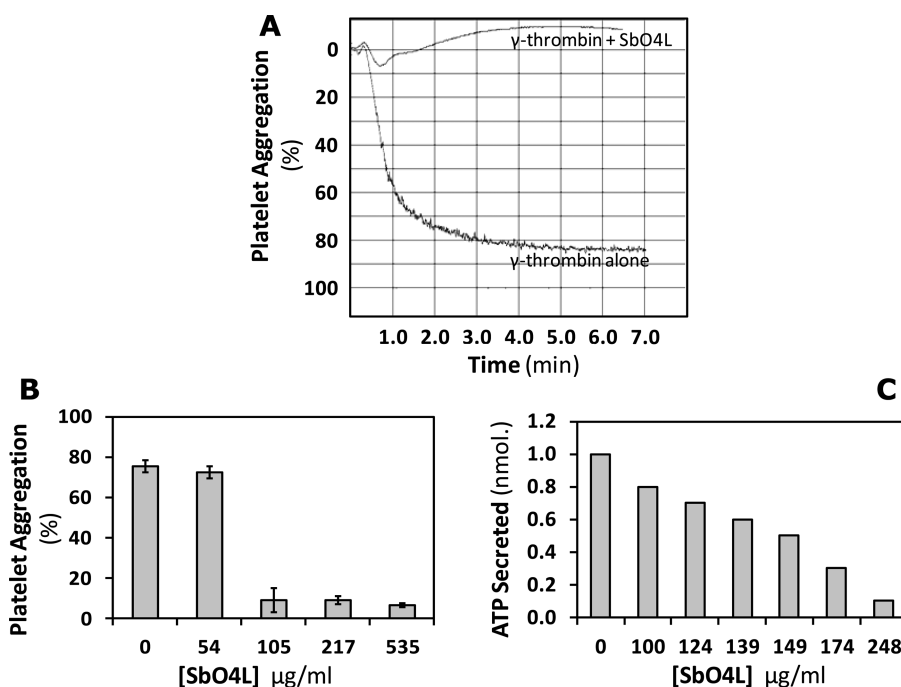 A
Platelet Aggregation
(%)
0
20
40
60
80
100
γ-thrombin + SbO4L
γ-thrombin alone
1.0 2.0 3.0 4.0 5.0 6.0 7.0
Time (min)
B
Platelet Aggregation
(%)
100
80
60
40
20
0
0 54 105 217 535
[SbO4L] µg/ml
C
ATP Secreted (nmol.)
1.2
1.0
0.8
0.6
0.4
0.2
0.0
0 100 124 139 149 174 248
[SbO4L] µg/ml